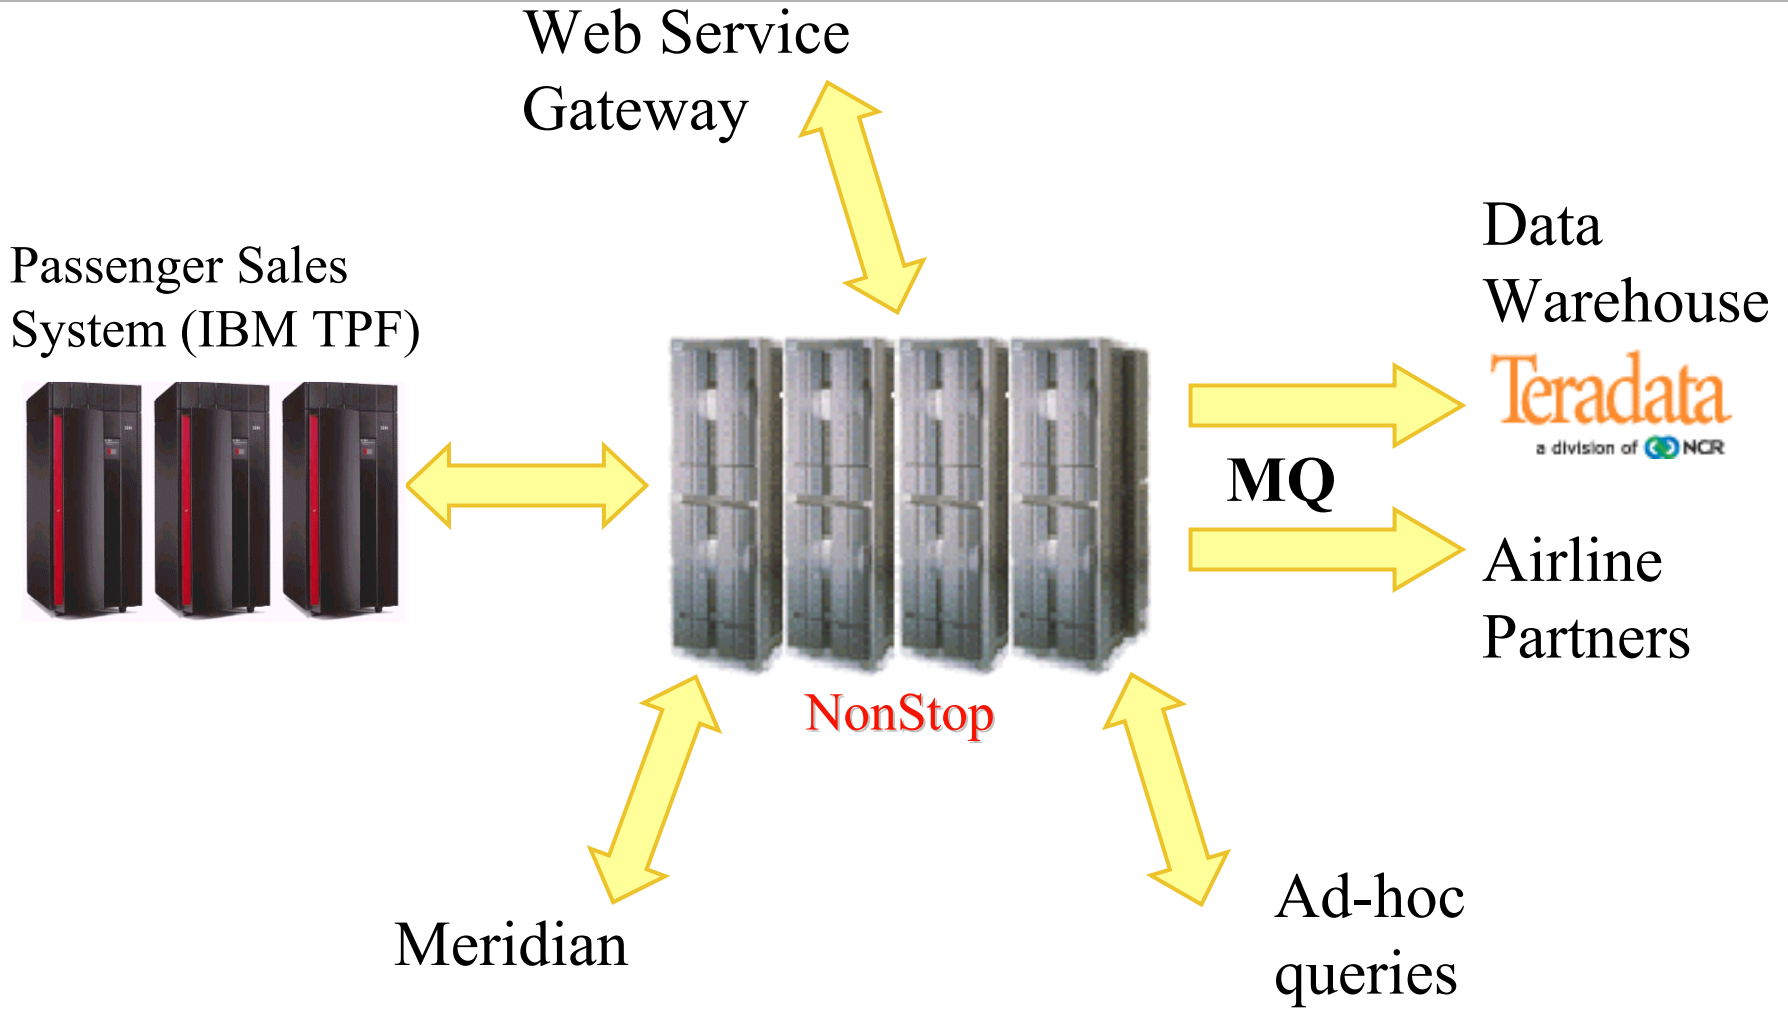 Web Service
Gateway
Passenger Sales
System (IBM TPF)
Data
Warehouse
Teradata
a division of NCR
MQ
Airline
Partners
NonStop
Meridian
Ad-hoc
queries